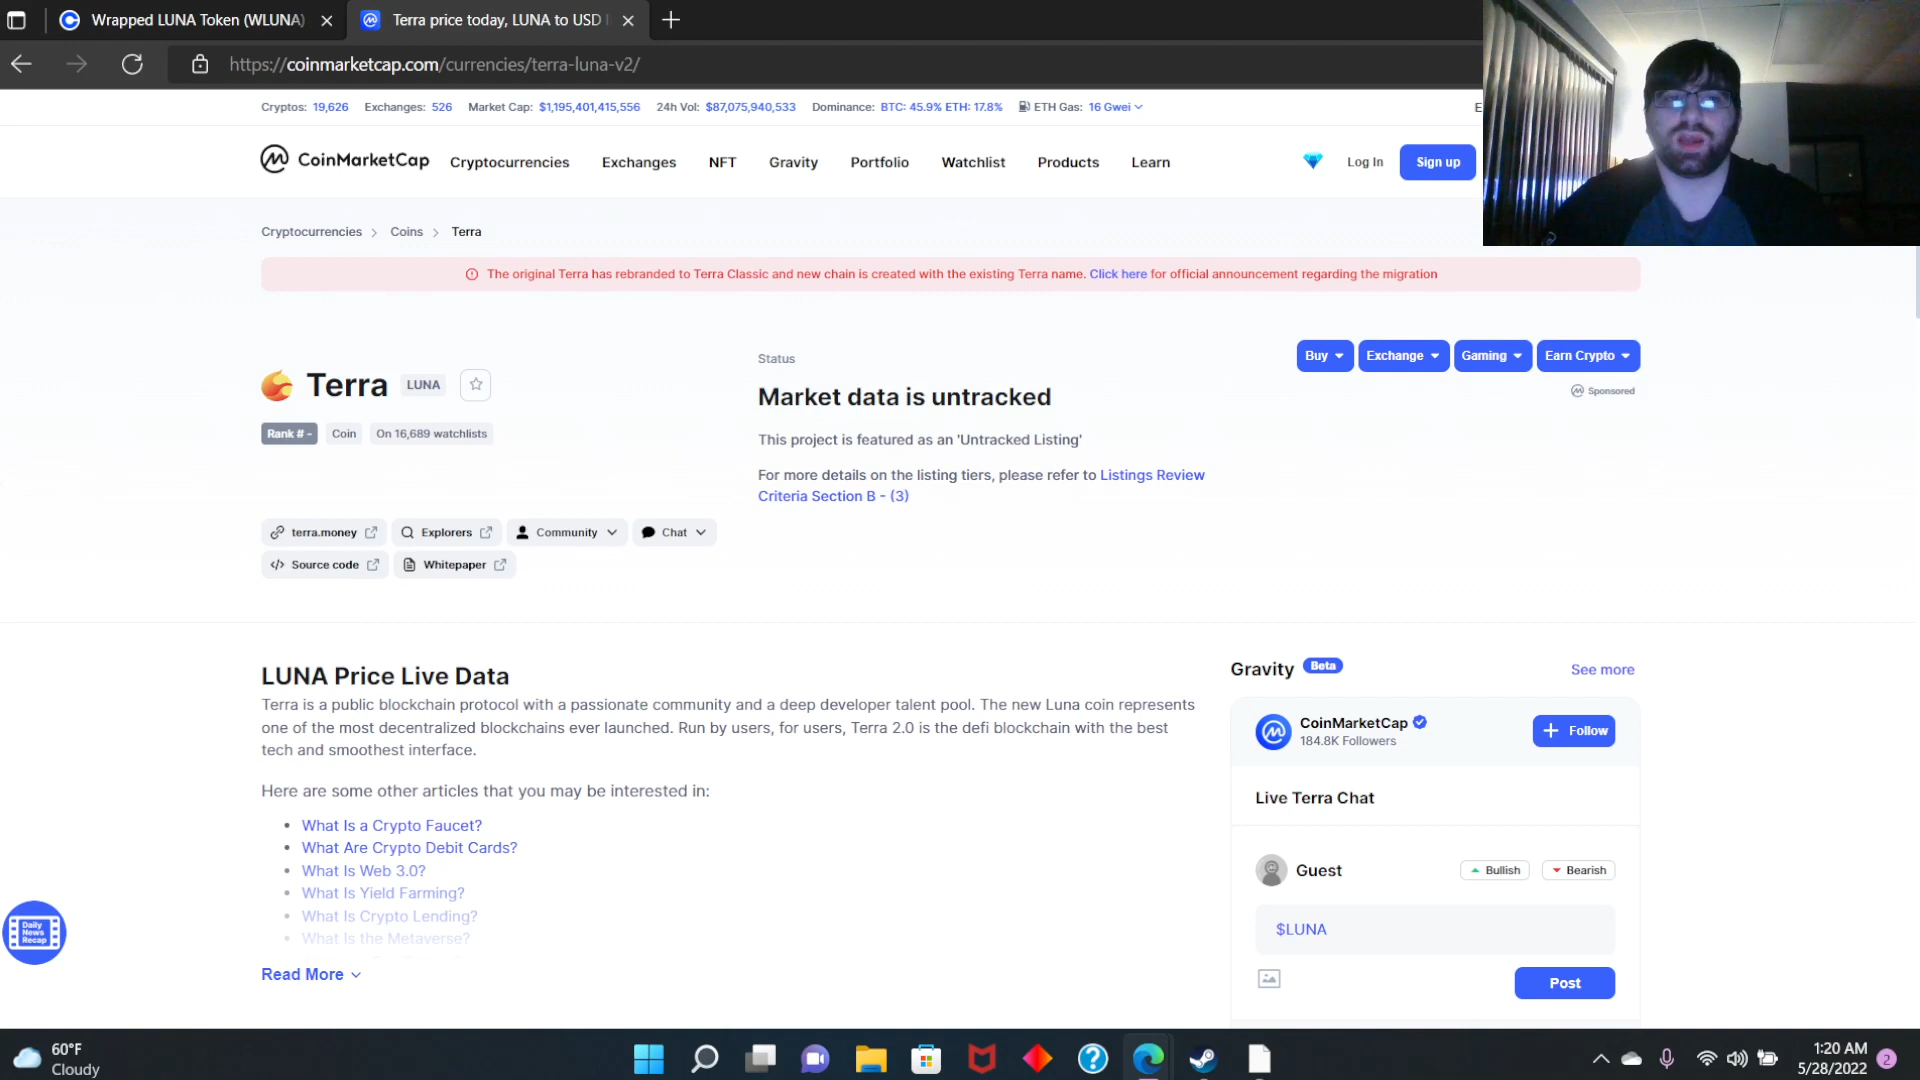 Wrapped LUNA Token (WLUNA)
Terra price today, LUNA to USD
https://coinmarketcap.com/currencies/terra-luna-v2/
Cryptos: 19,626 Exchanges: 526 Market Cap: $1,195,401,415,556 24h Vol: $87,075,940,533 Dominance: BTC: 45.9% ETH: 17.8% ETH Gas: 16 Gwei
CoinMarketCap Cryptocurrencies Exchanges NFT Gravity Portfolio Watchlist Products Learn Log In Sign up
Cryptocurrencies > Coins > Terra
The original Terra has rebranded to Terra Classic and new chain is created with the existing Terra name. Click here for official announcement regarding the migration
Terra LUNA
Rank # - Coin On 16,689 watchlists
Status
Market data is untracked
This project is featured as an 'Untracked Listing'
For more details on the listing tiers, please refer to Listings Review
Criteria Section B - (3)
Buy Exchange Gaming Earn Crypto
Sponsored
terra.money Explorers Community Chat
Source code Whitepaper
LUNA Price Live Data
Terra is a public blockchain protocol with a passionate community and a deep developer talent pool. The new Luna coin represents
one of the most decentralized blockchains ever launched. Run by users, for users, Terra 2.0 is the defi blockchain with the best
tech and smoothest interface.
Here are some other articles that you may be interested in:
• What Is a Crypto Faucet?
• What Are Crypto Debit Cards?
• What Is Web 3.0?
• What Is Yield Farming?
• What Is Crypto Lending?
• What Is the Metaverse?
Read More
Gravity Beta See more
CoinMarketCap
184.8K Followers
+ Follow
Live Terra Chat
Guest Bullish Bearish
$LUNA
Post
Daily
News
Recap
60°F
Cloudy
1:20 AM
5/28/2022
2